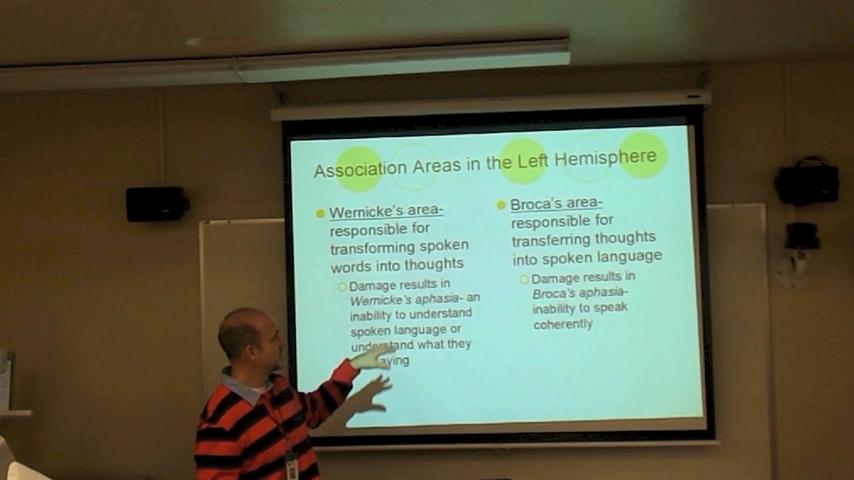 Association Areas in the Left Hemisphere
Wernicke's area-
responsible for
transforming spoken
words into thoughts
Damage results in
Wernicke's aphasia- an
inability to understand
spoken language or
understand what they
Broca's area-
responsible for
transferring thoughts
into spoken language
Damage results in
Broca's aphasia-
inability to speak
coherently